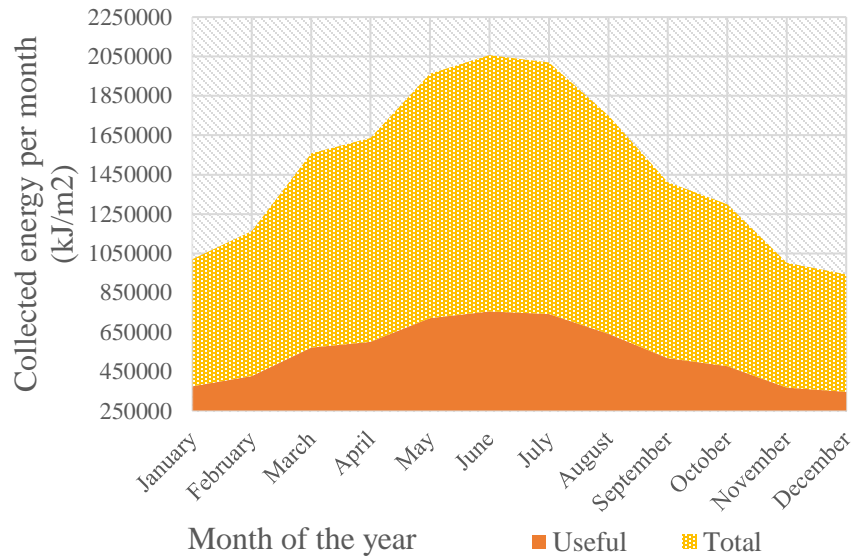 Collected energy per month
(kJ/m2)
2250000
2050000
1850000
1650000
1450000
1250000
1050000
850000
650000
450000
250000
January
February
March
April
May
June
July
August
September
October
November
December
Month of the year
Useful
Total